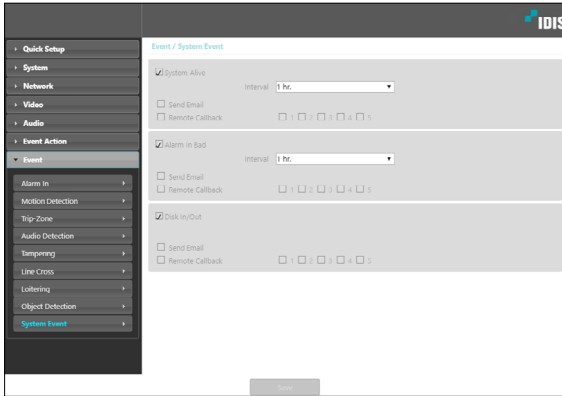 IDIS
Quick Setup
System
Network
Video
Audio
Event Action
Event
Alarm In
Motion Detection
Trip-Zone
Audio Detection
Tampering
Line Cross
Loitering
Object Detection
System Event
Event / System Event
System Alive
Interval 1 hr.
Send Email
Remote Callback 1 2 3 4 5
Alarm In Bad
Interval 1 hr.
Send Email
Remote Callback 1 2 3 4 5
Disk In/Out
Send Email
Remote Callback 1 2 3 4 5
Save